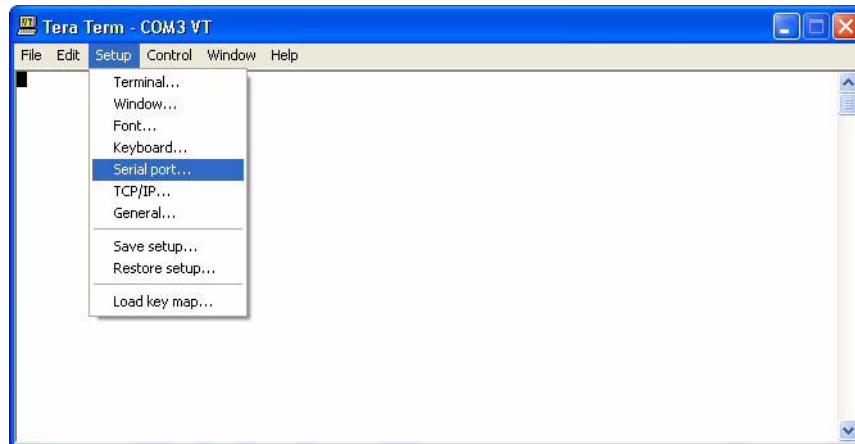 Tera Term - COM3 VT
File Edit Setup Control Window Help
Terminal...
Window...
Font...
Keyboard...
Serial port...
TCP/IP...
General...
Save setup...
Restore setup...
Load key map...